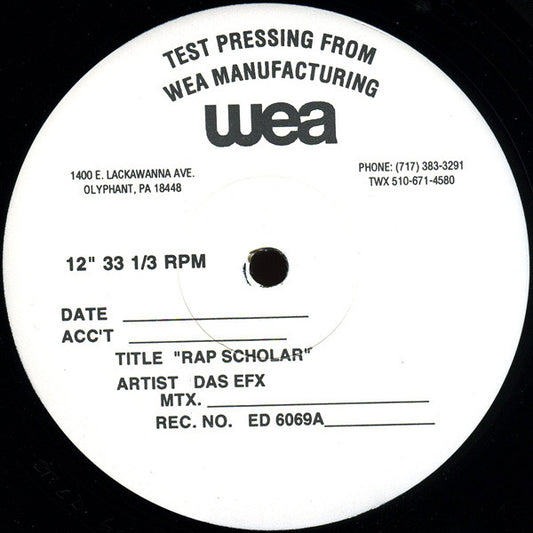 TEST PRESSING FROM
WEA MANUFACTURING
wea
1400 E. LACKAWANNA AVE.
OLYPHANT, PA 18448
PHONE: (717) 383-3291
TWX 510-671-4580
12" 33 1/3 RPM
DATE
ACC'T
TITLE "RAP SCHOLAR"
ARTIST DAS EFX
MTX.
REC. NO. ED 6069A